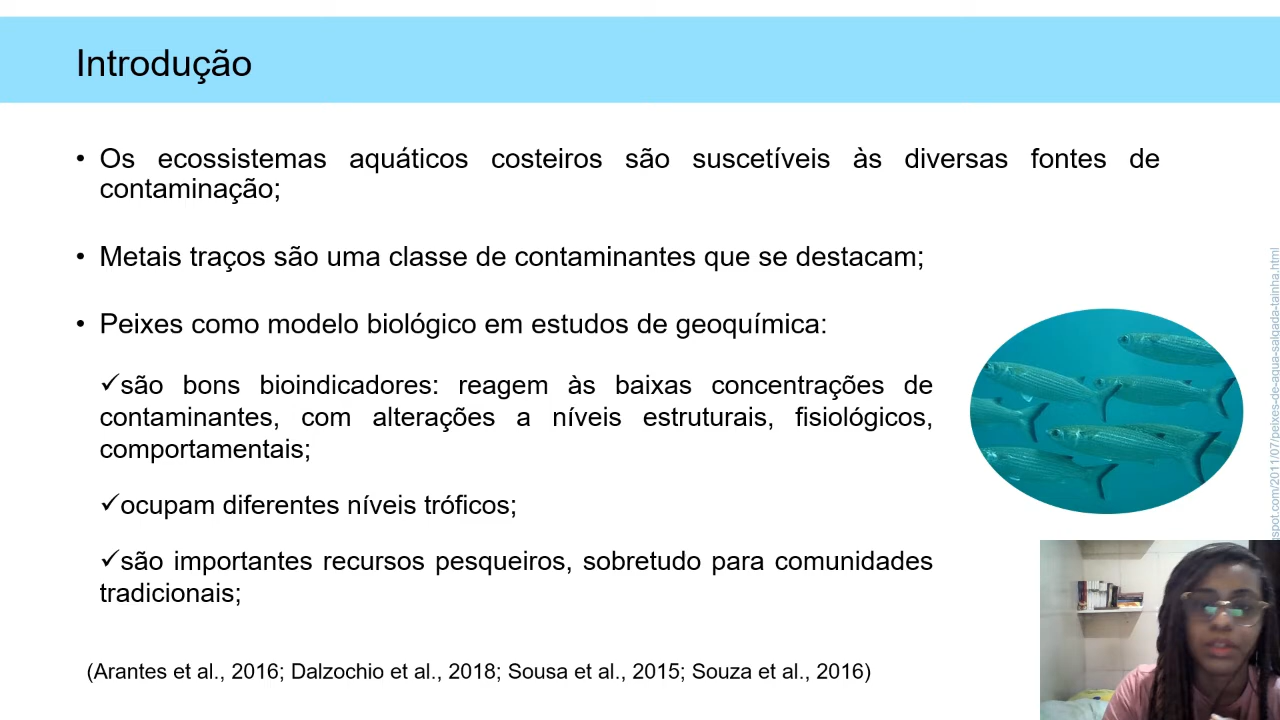 Introdução
• Os ecossistemas aquáticos costeiros são suscetíveis às diversas fontes de
contaminação;
• Metais traços são uma classe de contaminantes que se destacam;
• Peixes como modelo biológico em estudos de geoquímica:
✓são bons bioindicadores: reagem às baixas concentrações de
contaminantes, com alterações a níveis estruturais, fisiológicos,
comportamentais;
✓ocupam diferentes níveis tróficos;
✓são importantes recursos pesqueiros, sobretudo para comunidades
tradicionais;
(Arantes et al., 2016; Dalzochio et al., 2018; Sousa et al., 2015; Souza et al., 2016)
spot.com/2011/07/peixes-de-agua-salgada-tainha.html